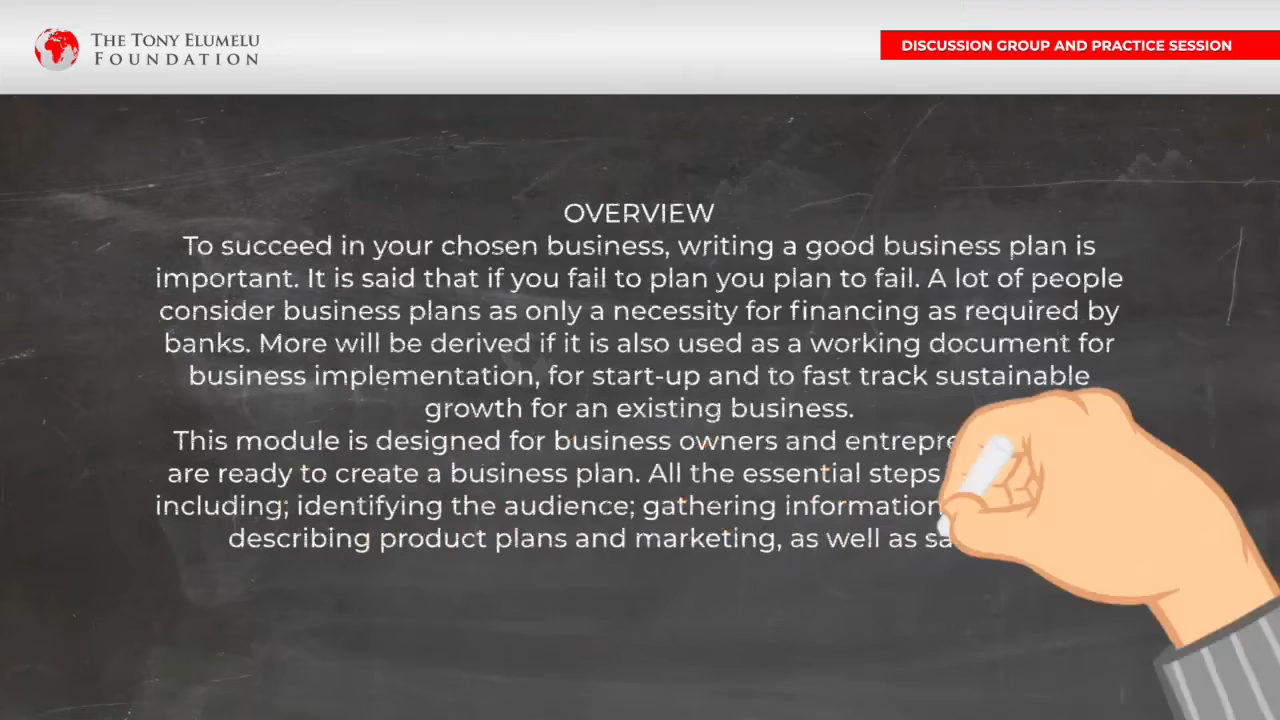 THE TONY ELUMELU
FOUNDATION
DISCUSSION GROUP AND PRACTICE SESSION
OVERVIEW
To succeed in your chosen business, writing a good business plan is
important. It is said that if you fail to plan you plan to fail. A lot of people
consider business plans as only a necessity for financing as required by
banks. More will be derived if it is also used as a working document for
business implementation, for start-up and to fast track sustainable
growth for an existing business.
This module is designed for business owners and
are ready to create a business plan. All the essential steps
including; identifying the audience; gathering information
describing product plans and marketing, as well as